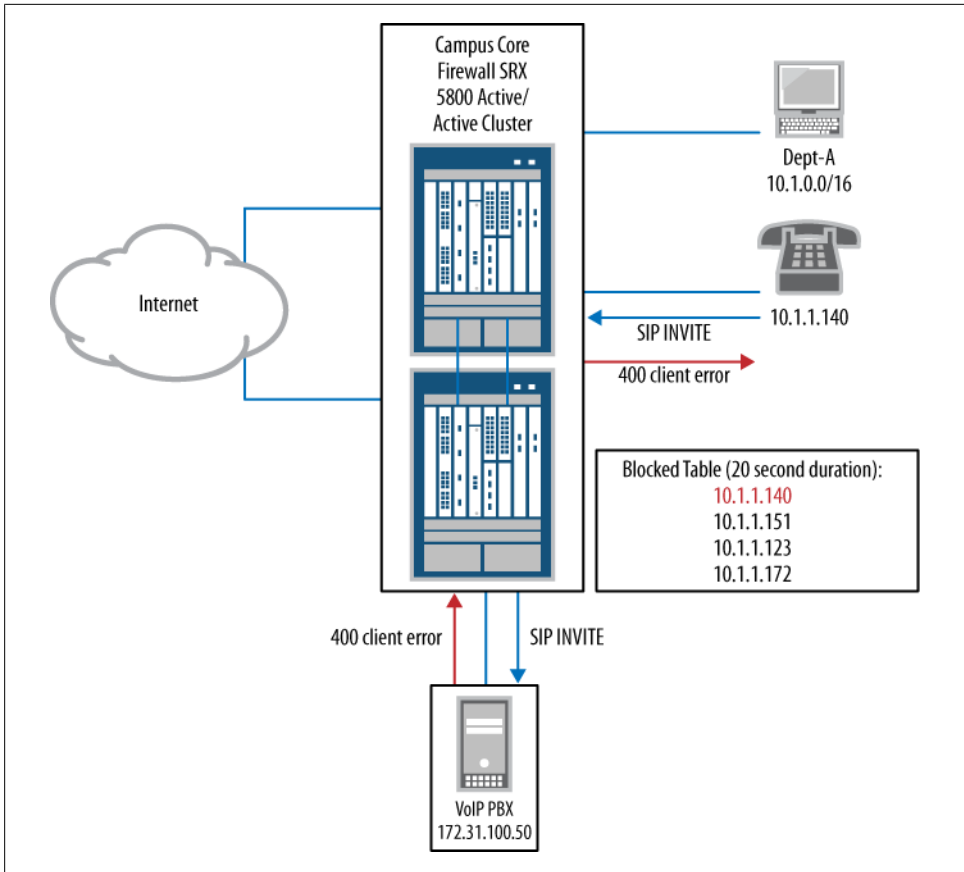 Campus Core
Firewall SRX
5800 Active/
Active Cluster
Dept-A
10.1.0.0/16
Internet
10.1.1.140
SIP INVITE
400 client error
Blocked Table (20 second duration):
10.1.1.140
10.1.1.151
10.1.1.123
10.1.1.172
400 client error
SIP INVITE
VoIP PBX
172.31.100.50